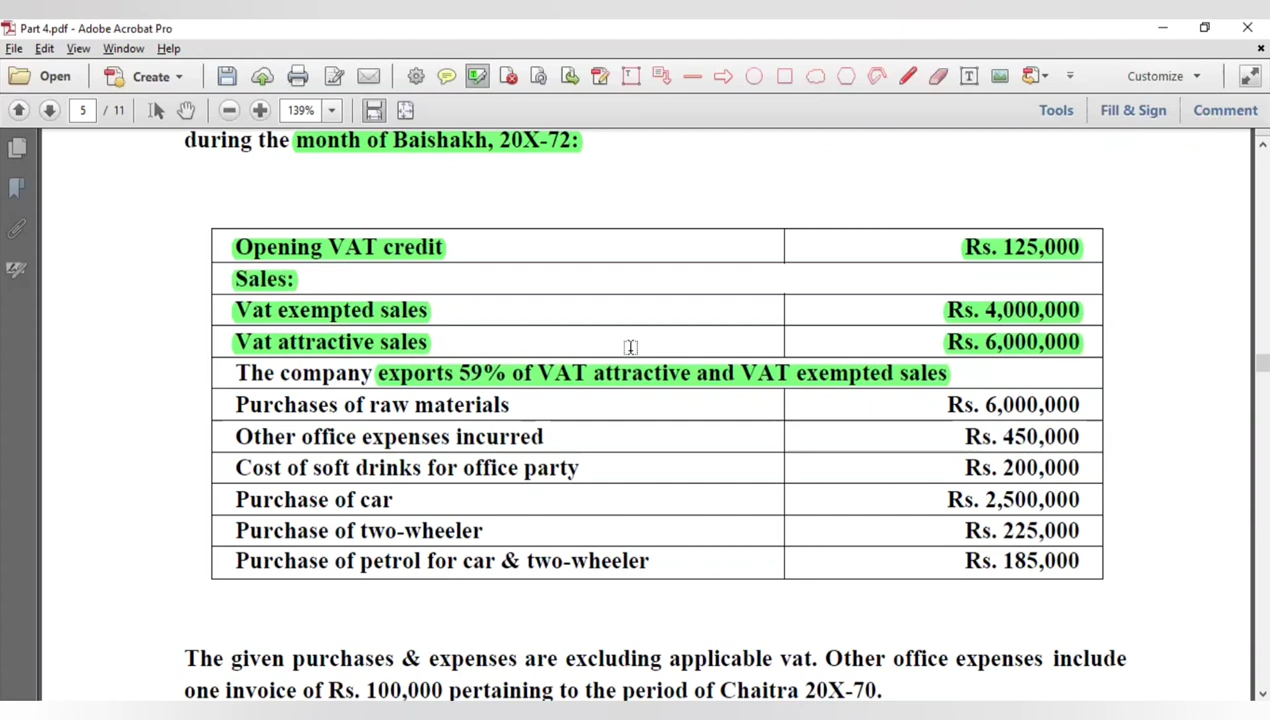 Part 4.pdf - Adobe Acrobat Pro
File Edit View Window Help
Open Create Customize
5 / 11 139% Tools Fill & Sign Comment
during the month of Baishakh, 20X-72:
Opening VAT credit Rs. 125,000
Sales:
Vat exempted sales Rs. 4,000,000
Vat attractive sales Rs. 6,000,000
The company exports 59% of VAT attractive and VAT exempted sales
Purchases of raw materials Rs. 6,000,000
Other office expenses incurred Rs. 450,000
Cost of soft drinks for office party Rs. 200,000
Purchase of car Rs. 2,500,000
Purchase of two-wheeler Rs. 225,000
Purchase of petrol for car & two-wheeler Rs. 185,000
The given purchases & expenses are excluding applicable vat. Other office expenses include
one invoice of Rs. 100,000 pertaining to the period of Chaitra 20X-70.